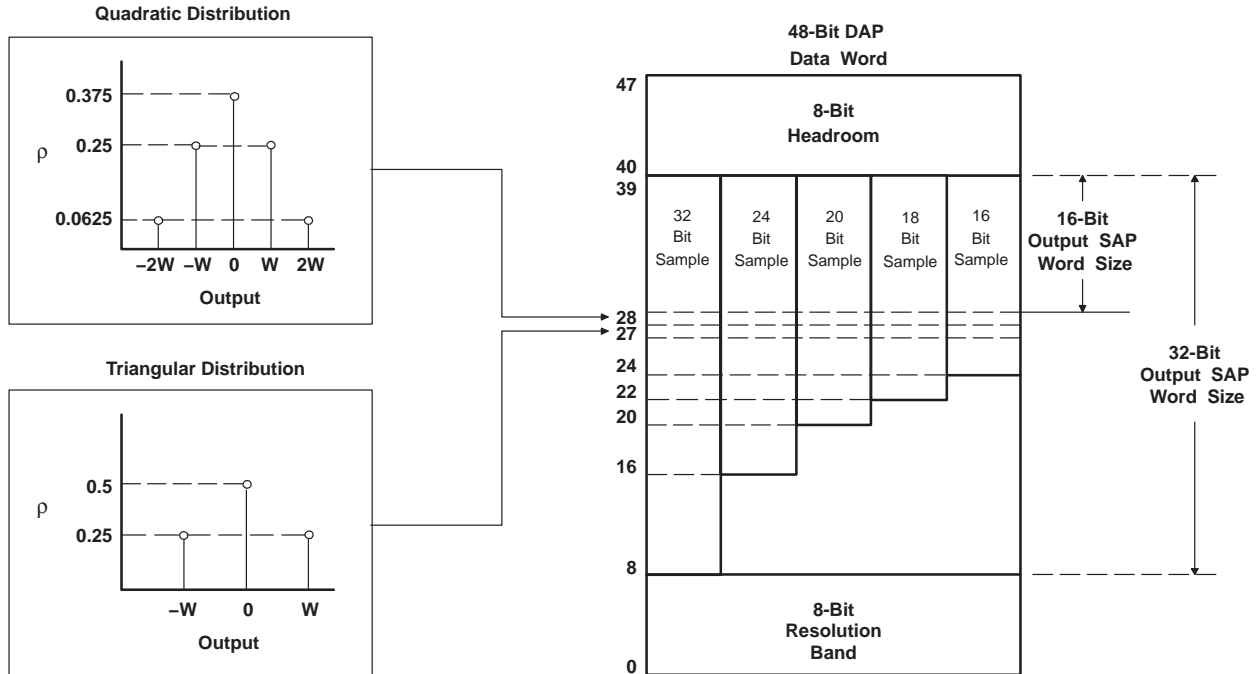 Quadratic Distribution
0.375
0.25
ρ
0.0625
–2W –W 0 W 2W
Output
Triangular Distribution
0.5
ρ
0.25
–W 0 W
Output
48-Bit DAP
Data Word
47
8-Bit
Headroom
40
39
32
Bit
Sample
24
Bit
Sample
20
Bit
Sample
18
Bit
Sample
16
Bit
Sample
28
27
24
22
20
16
8
8-Bit
Resolution
Band
0
16-Bit
Output SAP
Word Size
32-Bit
Output SAP
Word Size